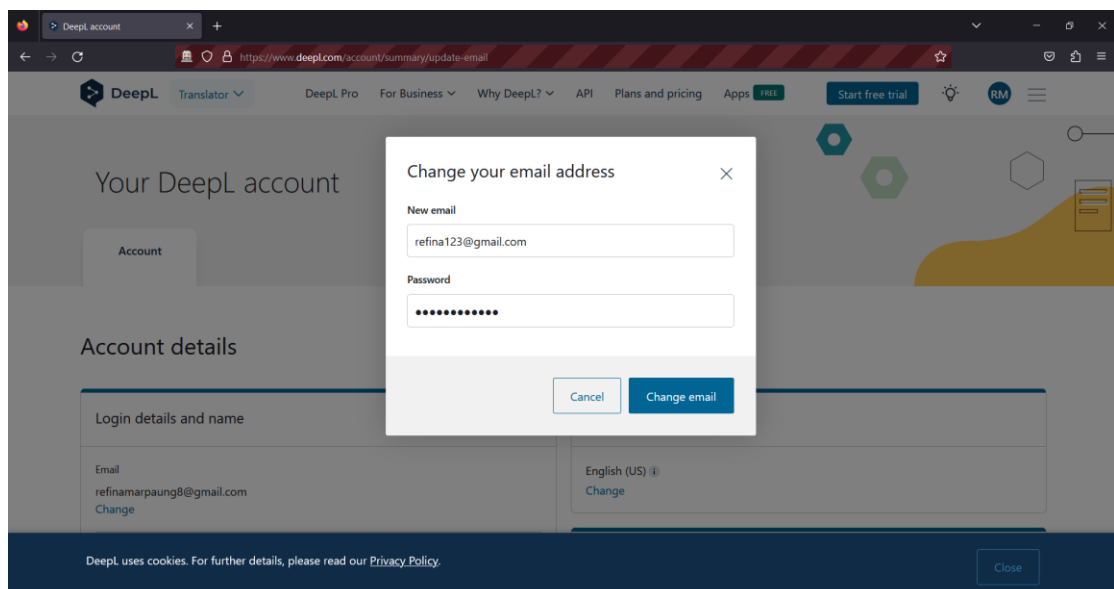 DeepL account
https://www.deepl.com/account/summary/update-email
DeepL Translator DeepL Pro For Business Why DeepL? API Plans and pricing Apps FREE Start free trial RM
Your DeepL account
Account
Change your email address
New email
refina123@gmail.com
Password
••••••••••••
Cancel Change email
Account details
Login details and name
Email
refinamarpaung8@gmail.com
Change
English (US)
Change
DeepL uses cookies. For further details, please read our Privacy Policy.
Close